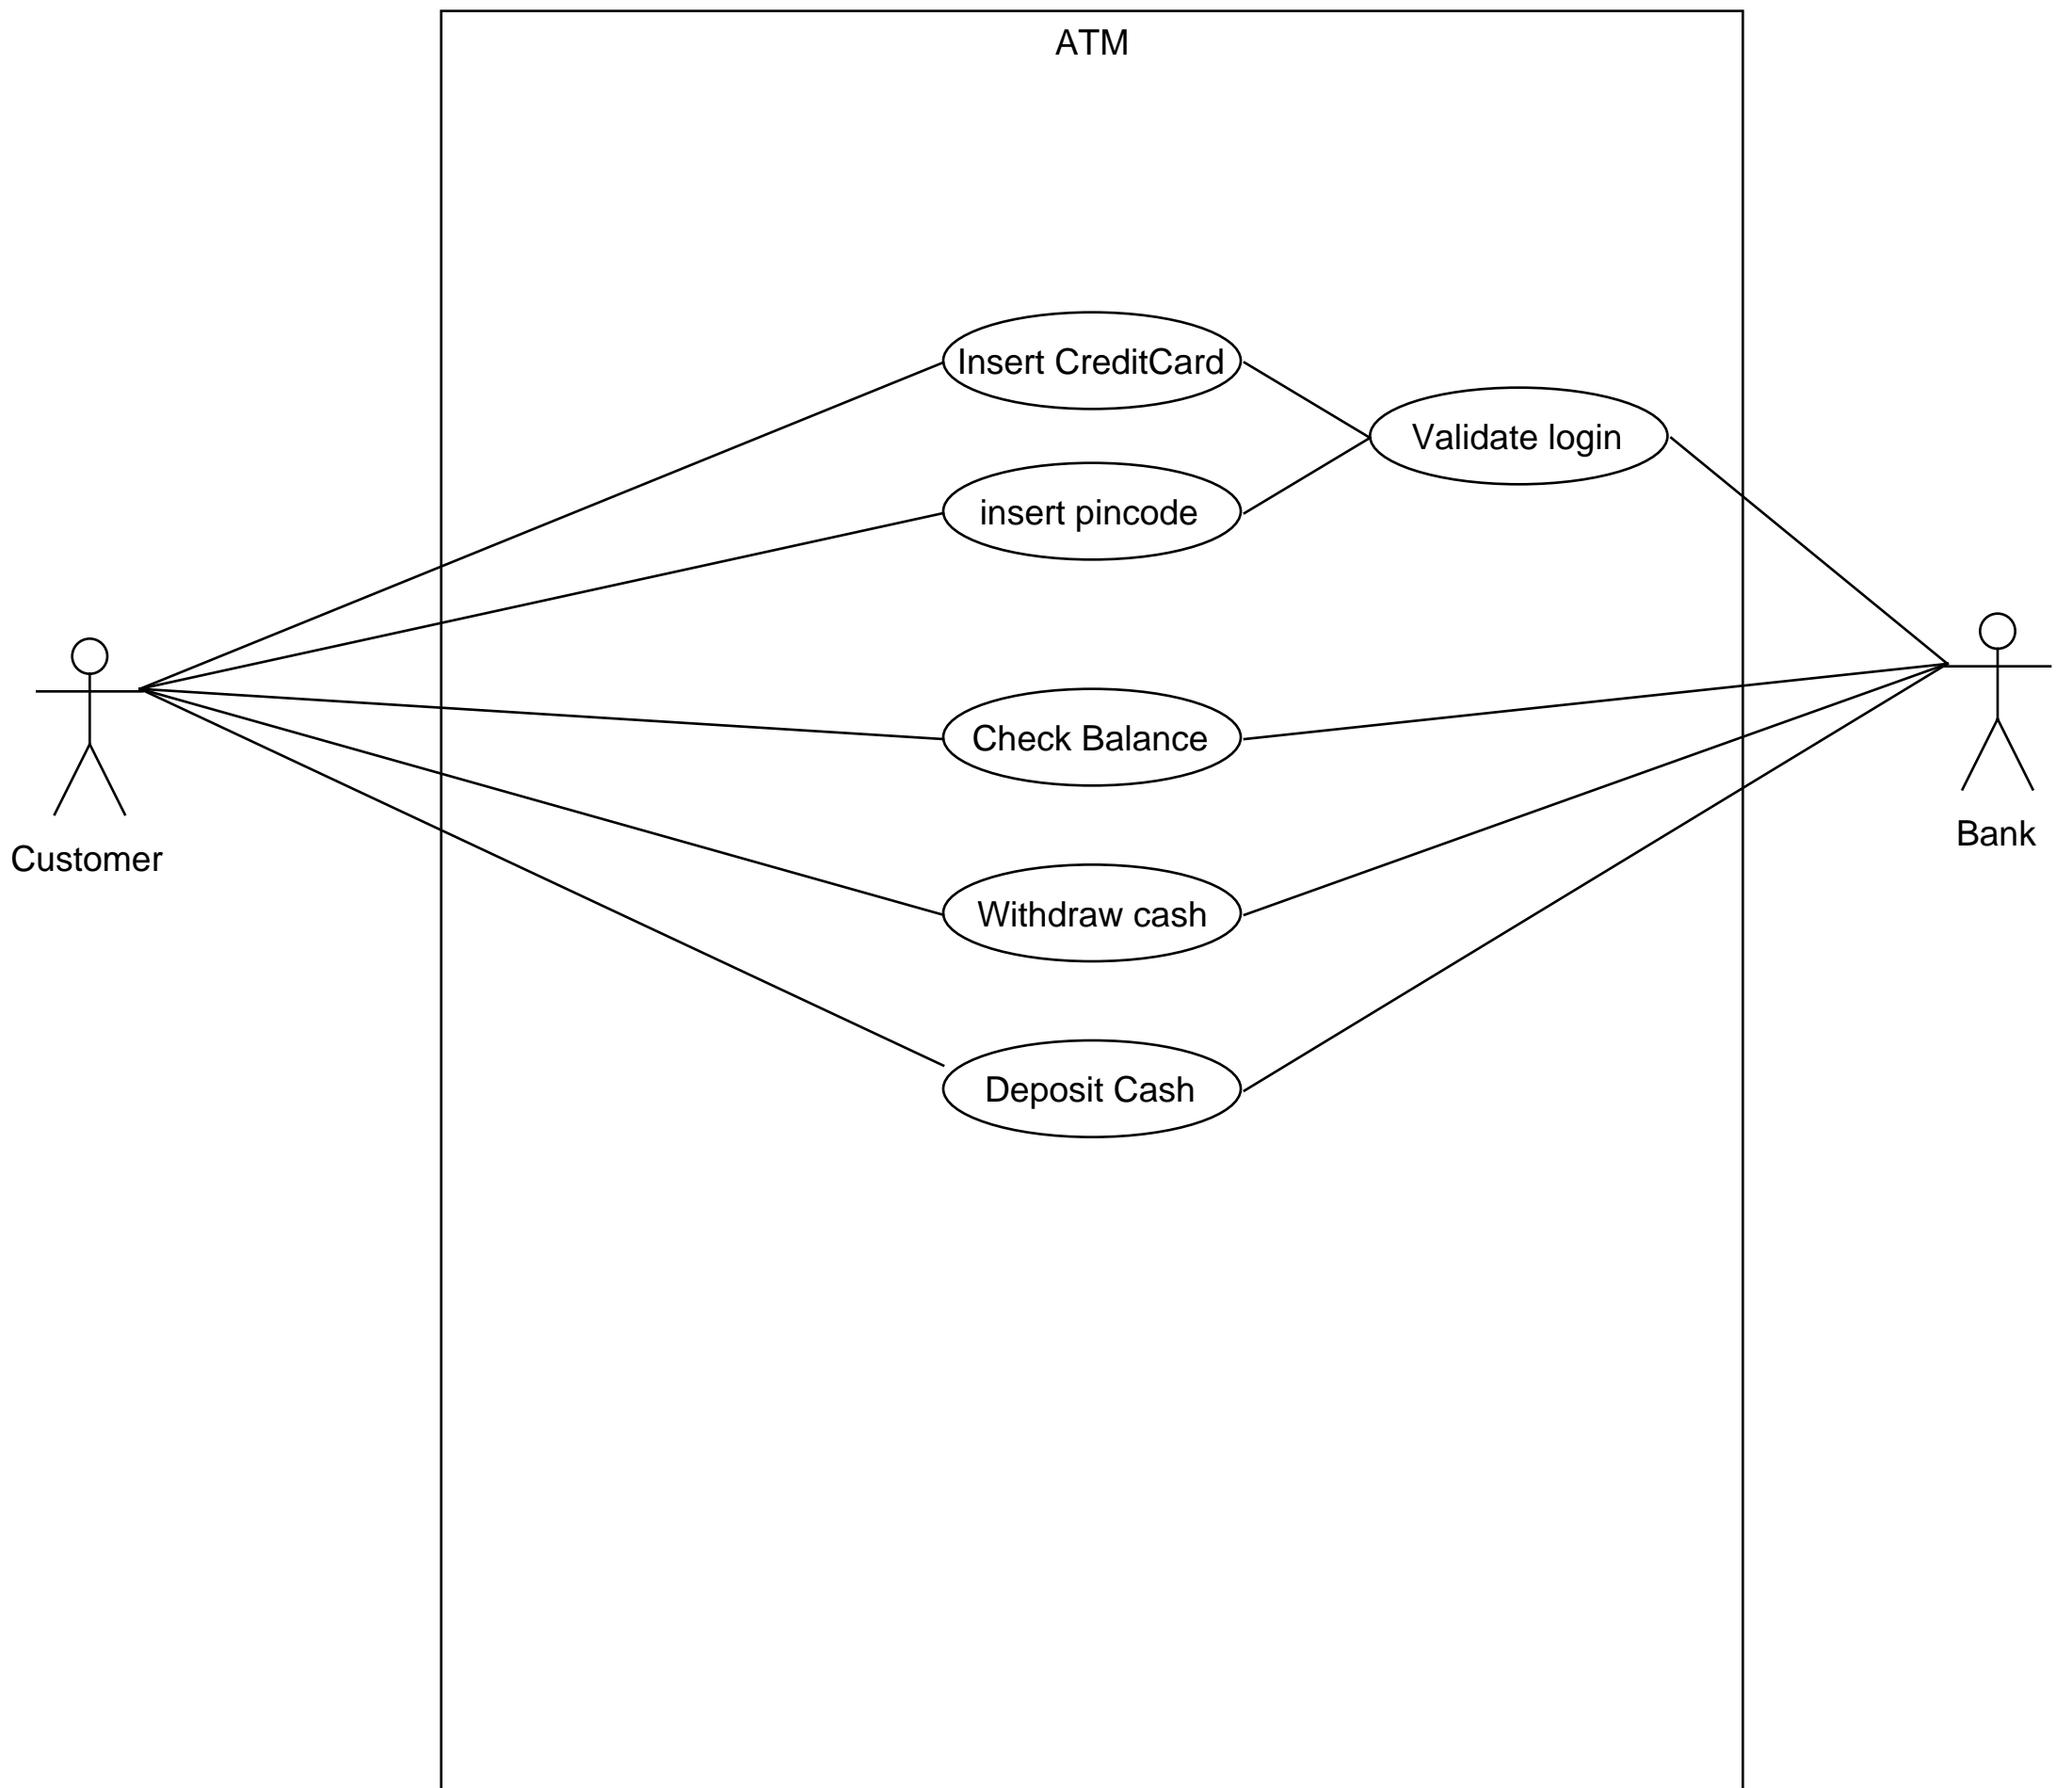 ATM
Insert CreditCard
Validate login
insert pincode
Check Balance
Customer
Bank
Withdraw cash
Deposit Cash